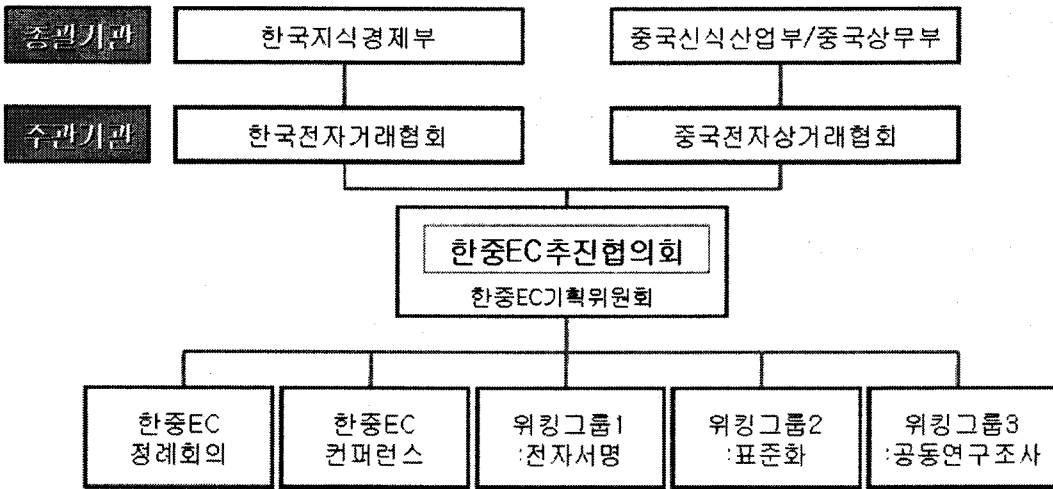 총괄기관
한국지식경제부
중국신식산업부/중국상무부
주관기관
한국전자거래협회
중국전자상거래협회
한중EC추진협의회
한중EC기획위원회
한중EC
정례회의
한중EC
컨퍼런스
위킹그룹1
:전자서명
위킹그룹2
:표준화
위킹그룹3
:공동연구조사